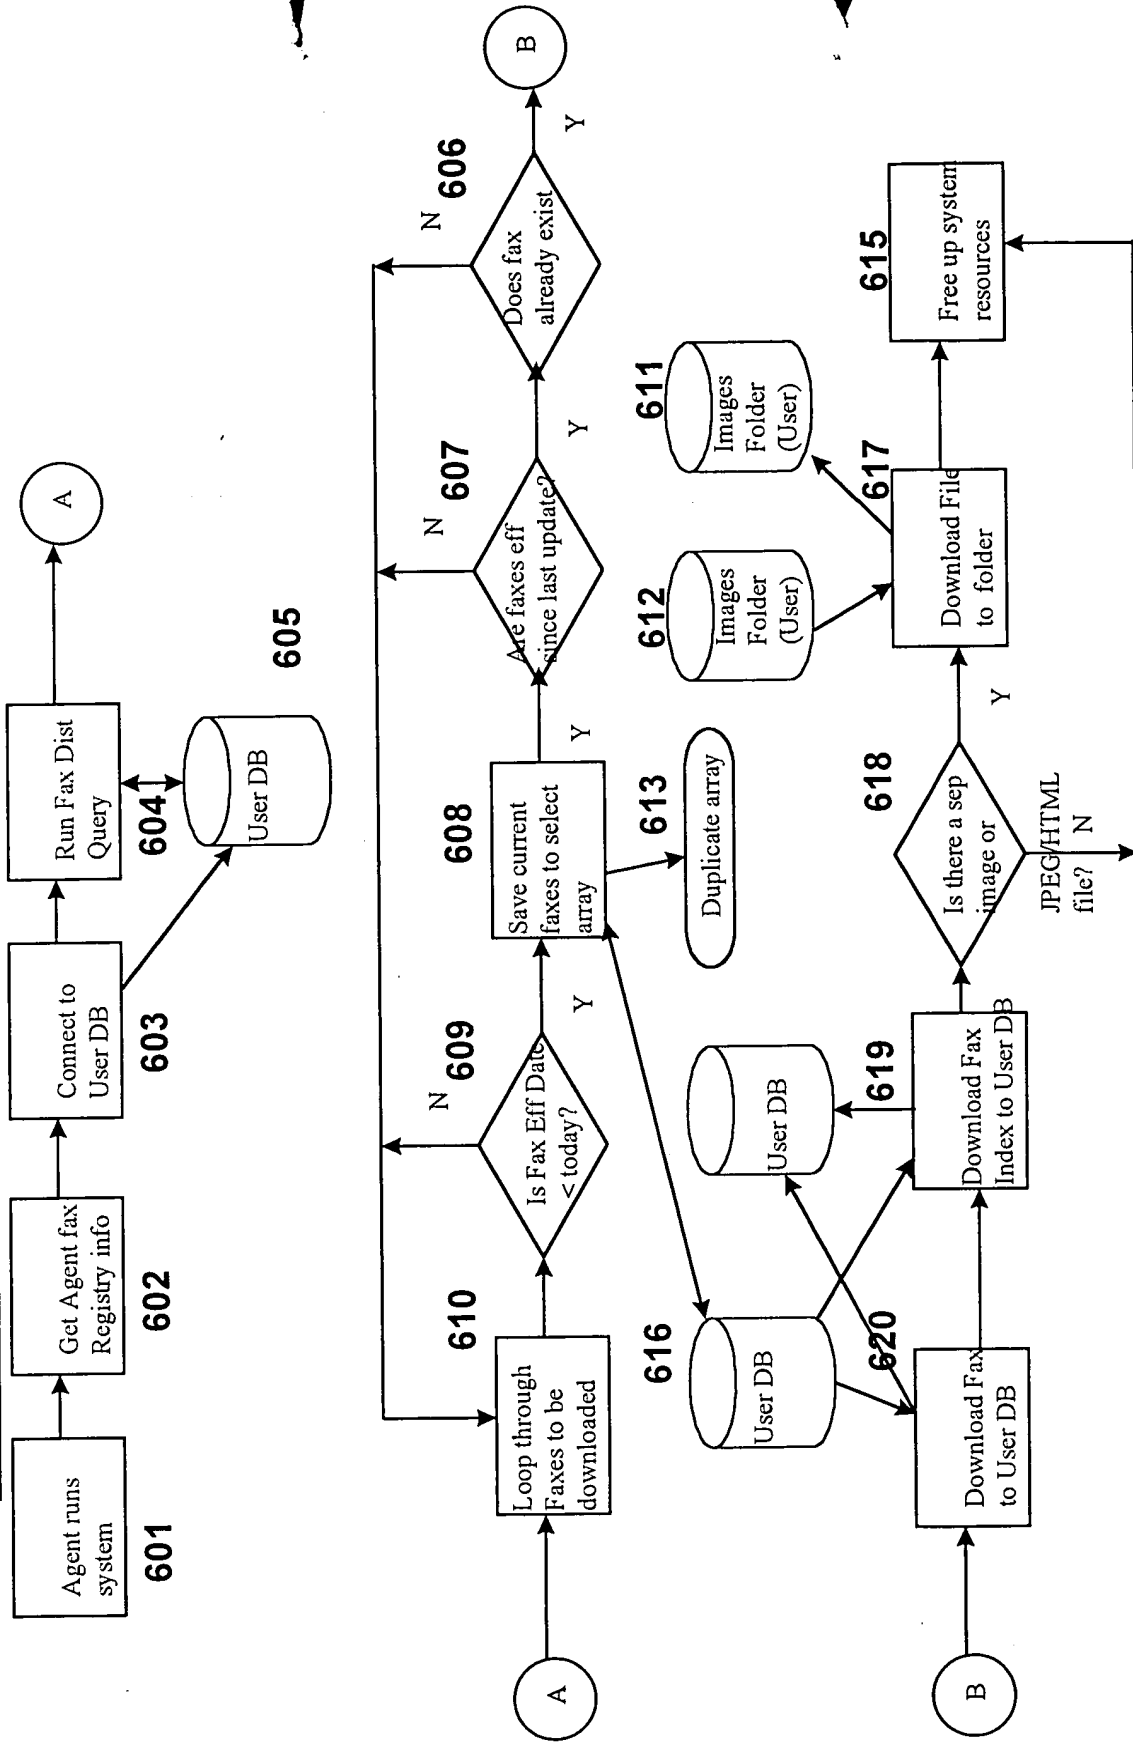 Agent runs
system
601
Get Agent fax
Registry info
602
Connect to
User DB
603
Run Fax Dist
Query
604
User DB
605
A
A
Loop through
Faxes to be
downloaded
610
Is Fax Eff Date
< today?
609
N
Y
Save current
faxes to select
array
608
Y
Duplicate array
613
Are faxes eff
since last update?
607
N
Y
Does fax
already exist
606
N
Y
B
B
Download Fax
to User DB
620
User DB
616
User DB
Download Fax
Index to User DB
619
Is there a sep
image or
JPEG/HTML
file?
618
N
Y
Images
Folder
(User)
612
Images
Folder
(User)
611
Download File
to folder
617
Free up system
resources
615